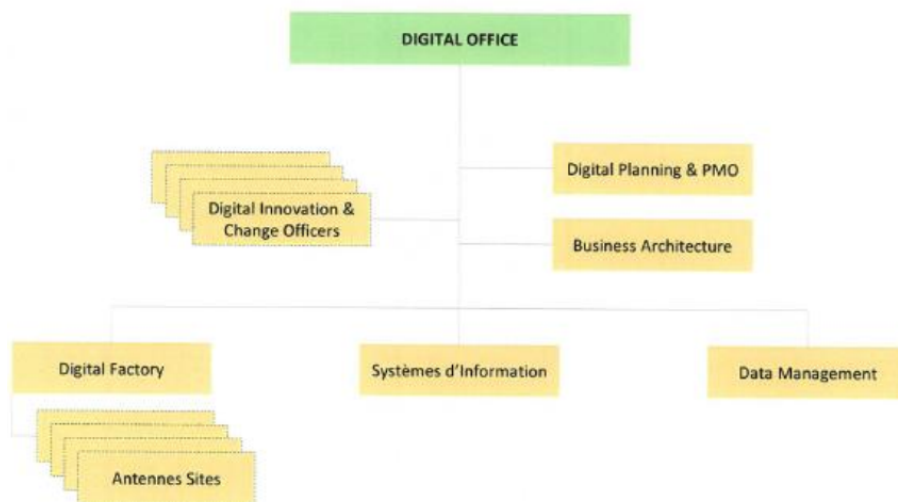 DIGITAL OFFICE
Digital Planning & PMO
Digital Innovation &
Change Officers
Business Architecture
Digital Factory
Systèmes d'Information
Data Management
Antennes Sites